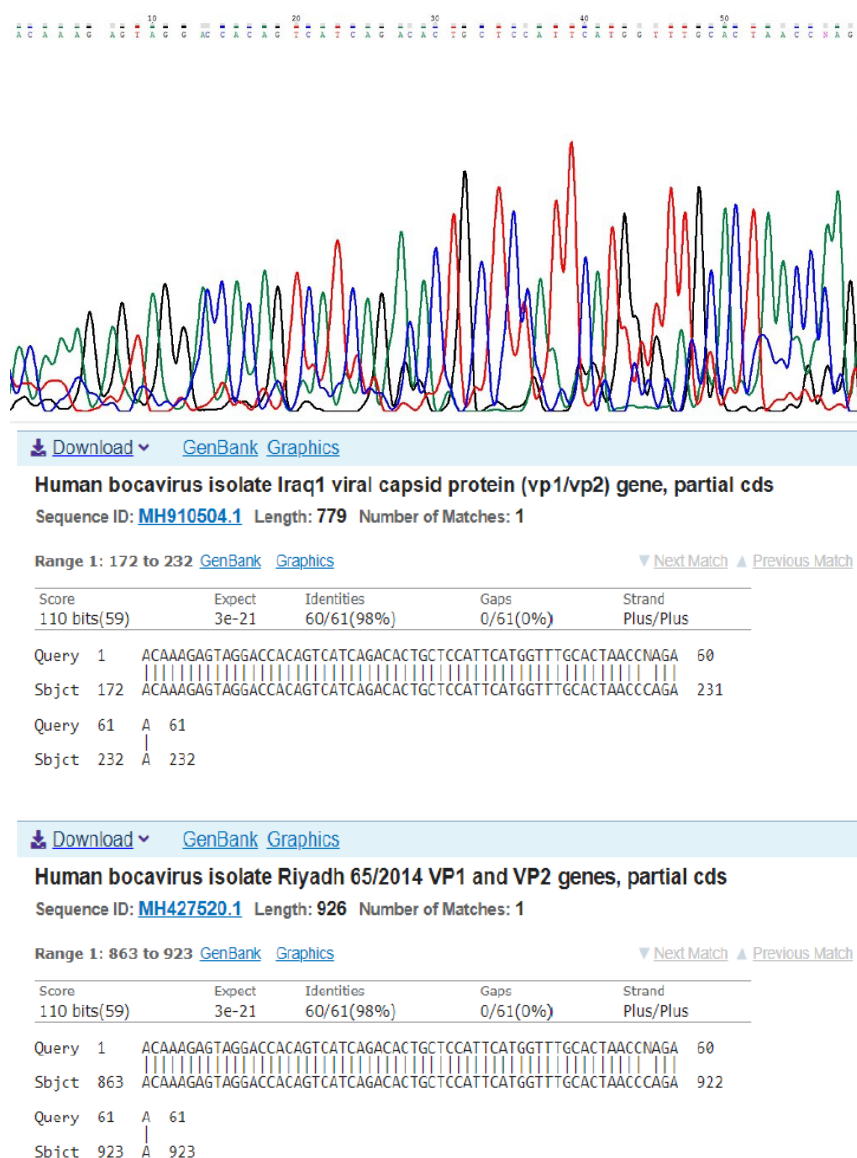 10 20 30 40 50
A C A A A G A G T A G G A C C A C A G T C A T C A G A C A C T G C T C C A T T C A T G G T T T G C A C T A A C C N A G
Download GenBank Graphics
Human bocavirus isolate Iraq1 viral capsid protein (vp1/vp2) gene, partial cds
Sequence ID: MH910504.1 Length: 779 Number of Matches: 1
Range 1: 172 to 232 GenBank Graphics ▼ Next Match ▲ Previous Match
Score Expect Identities Gaps Strand
110 bits(59) 3e-21 60/61(98%) 0/61(0%) Plus/Plus
Query 1 ACAAAGAGTAGGACCACAGTCATCAGACACTGCTCCATTCATGGTTTGCACTAACCNAGA 60
Sbjct 172 ACAAAGAGTAGGACCACAGTCATCAGACACTGCTCCATTCATGGTTTGCACTAACCCAGA 231
Query 61 A 61
Sbjct 232 A 232
Download GenBank Graphics
Human bocavirus isolate Riyadh 65/2014 VP1 and VP2 genes, partial cds
Sequence ID: MH427520.1 Length: 926 Number of Matches: 1
Range 1: 863 to 923 GenBank Graphics ▼ Next Match ▲ Previous Match
Score Expect Identities Gaps Strand
110 bits(59) 3e-21 60/61(98%) 0/61(0%) Plus/Plus
Query 1 ACAAAGAGTAGGACCACAGTCATCAGACACTGCTCCATTCATGGTTTGCACTAACCNAGA 60
Sbjct 863 ACAAAGAGTAGGACCACAGTCATCAGACACTGCTCCATTCATGGTTTGCACTAACCCAGA 922
Query 61 A 61
Sbjct 923 A 923